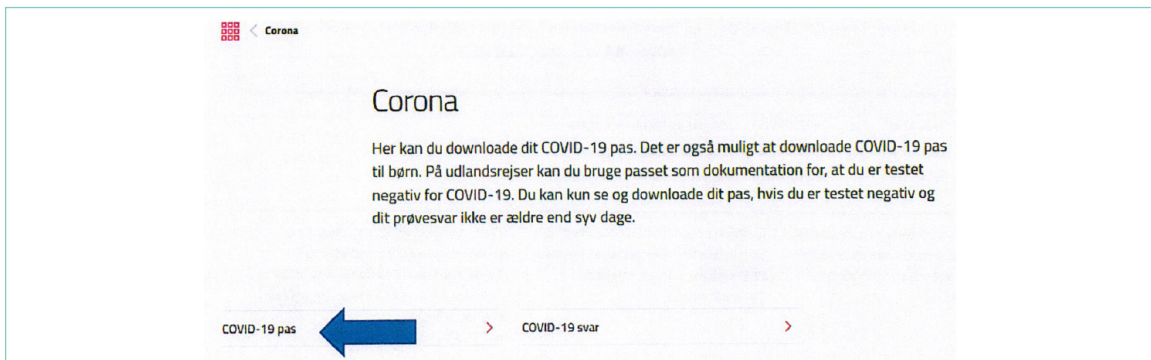 Corona
Corona
Her kan du downloade dit COVID-19 pas. Det er også muligt at downloade COVID-19 pas
til børn. På udlandsrejser kan du bruge passet som dokumentation for, at du er testet
negativ for COVID-19. Du kan kun se og downloade dit pas, hvis du er testet negativ og
dit prøvesvar ikke er ældre end syv dage.
COVID-19 pas
COVID-19 svar